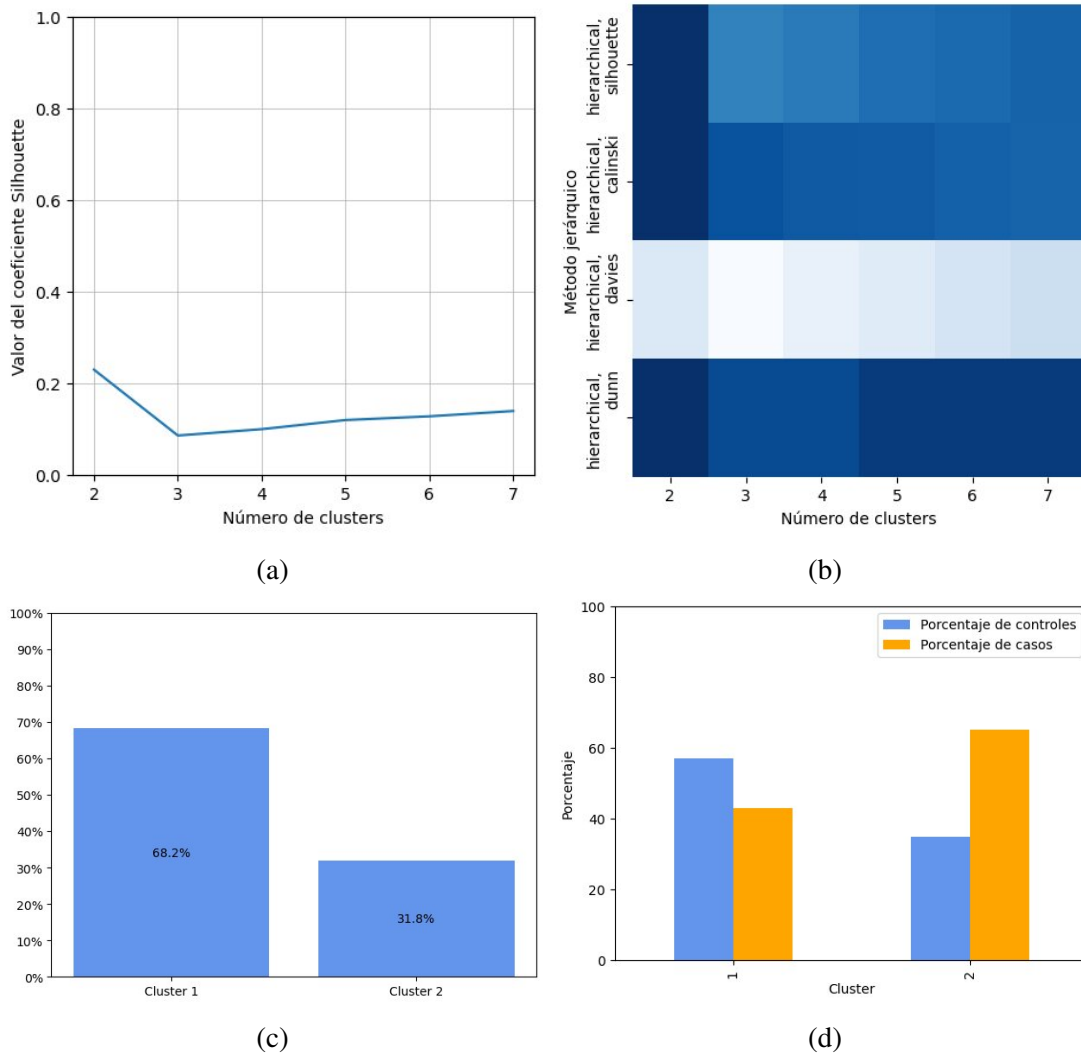 1.0
0.8
0.6
0.4
0.2
0.0
Valor del coeficiente Silhouette
2 3 4 5 6 7
Número de clusters
(a)
Método jerárquico
hierarchical,
silhouette
hierarchical,
calinski
hierarchical,
davies
hierarchical,
dunn
2 3 4 5 6 7
Número de clusters
(b)
100%
90%
80%
70%
60%
50%
40%
30%
20%
10%
0%
68.2%
31.8%
Cluster 1 Cluster 2
(c)
100
80
60
40
20
0
Porcentaje
Porcentaje de controles
Porcentaje de casos
1 2
Cluster
(d)